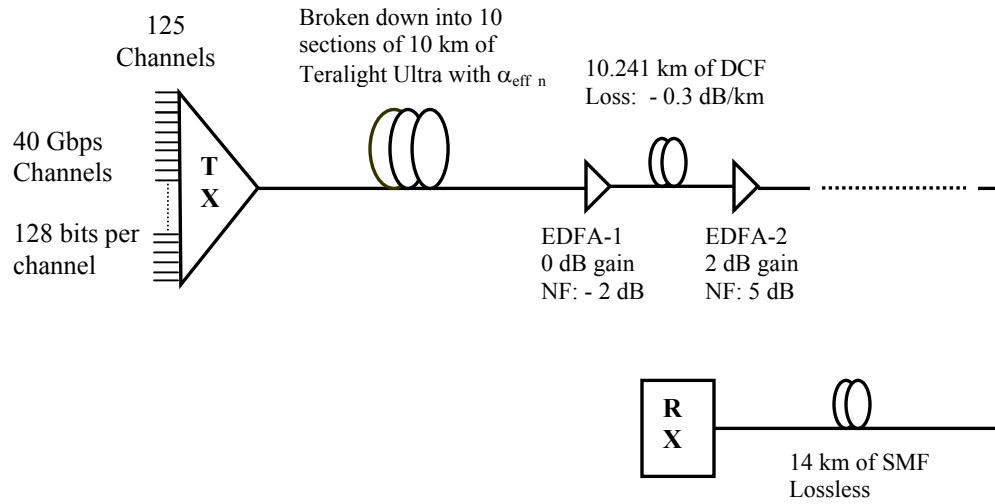 125
Channels
40 Gbps
Channels
128 bits per
channel
T
X
Broken down into 10
sections of 10 km of
Teralight Ultra with αeff n
10.241 km of DCF
Loss: - 0.3 dB/km
EDFA-1
0 dB gain
NF: - 2 dB
EDFA-2
2 dB gain
NF: 5 dB
R
X
14 km of SMF
Lossless